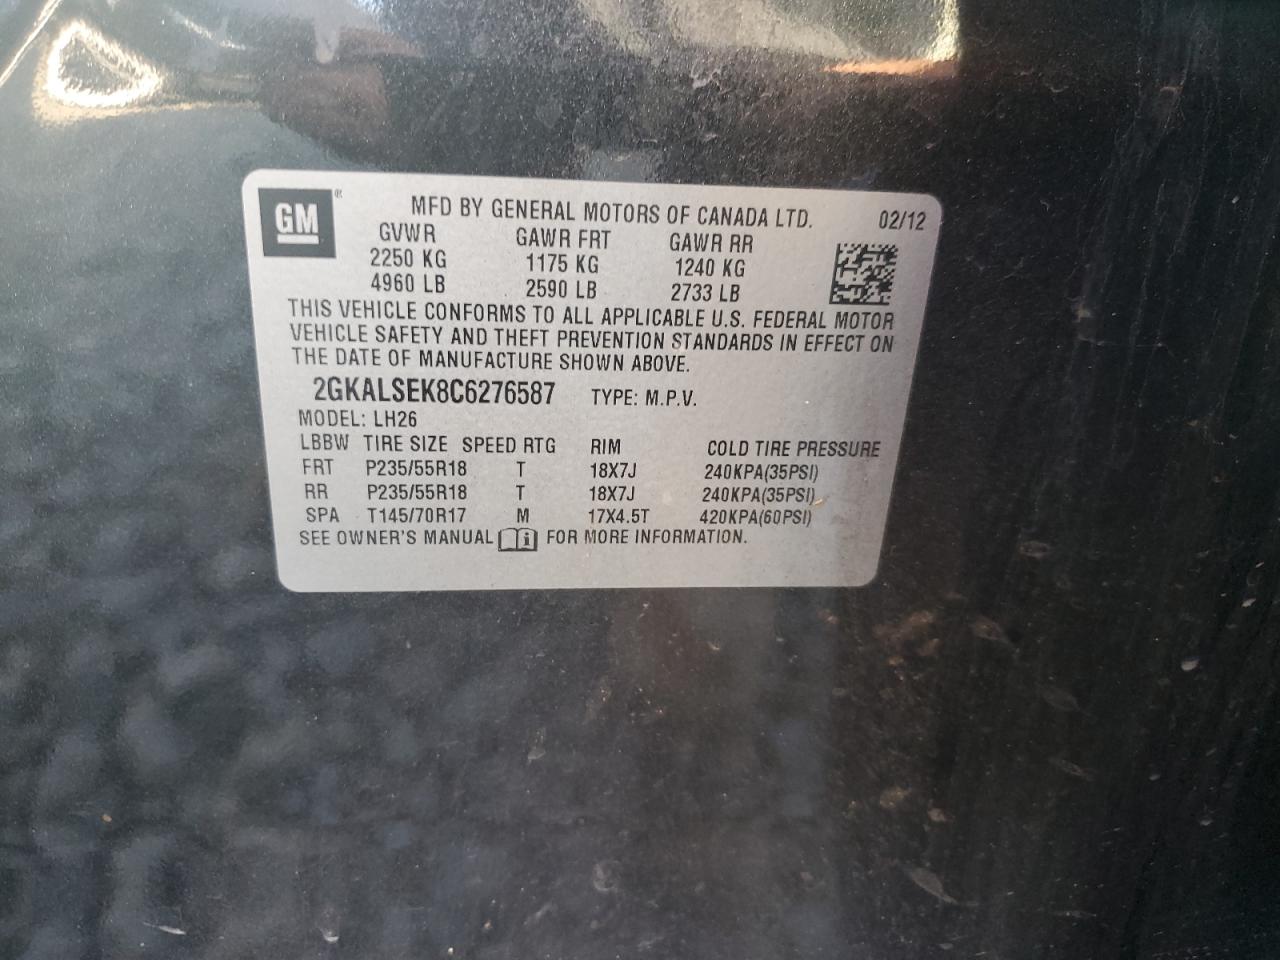 GM®
MFD BY GENERAL MOTORS OF CANADA LTD. 02/12
GVWR GAWR FRT GAWR RR
2250 KG 1175 KG 1240 KG
4960 LB 2590 LB 2733 LB
THIS VEHICLE CONFORMS TO ALL APPLICABLE U.S. FEDERAL MOTOR
VEHICLE SAFETY AND THEFT PREVENTION STANDARDS IN EFFECT ON
THE DATE OF MANUFACTURE SHOWN ABOVE.
2GKALSEK8C6276587 TYPE: M.P.V.
MODEL: LH26
LBBW TIRE SIZE SPEED RTG RIM COLD TIRE PRESSURE
FRT P235/55R18 T 18X7J 240KPA(35PSI)
RR P235/55R18 T 18X7J 240KPA(35PSI)
SPA T145/70R17 M 17X4.5T 420KPA(60PSI)
SEE OWNER'S MANUAL i FOR MORE INFORMATION.